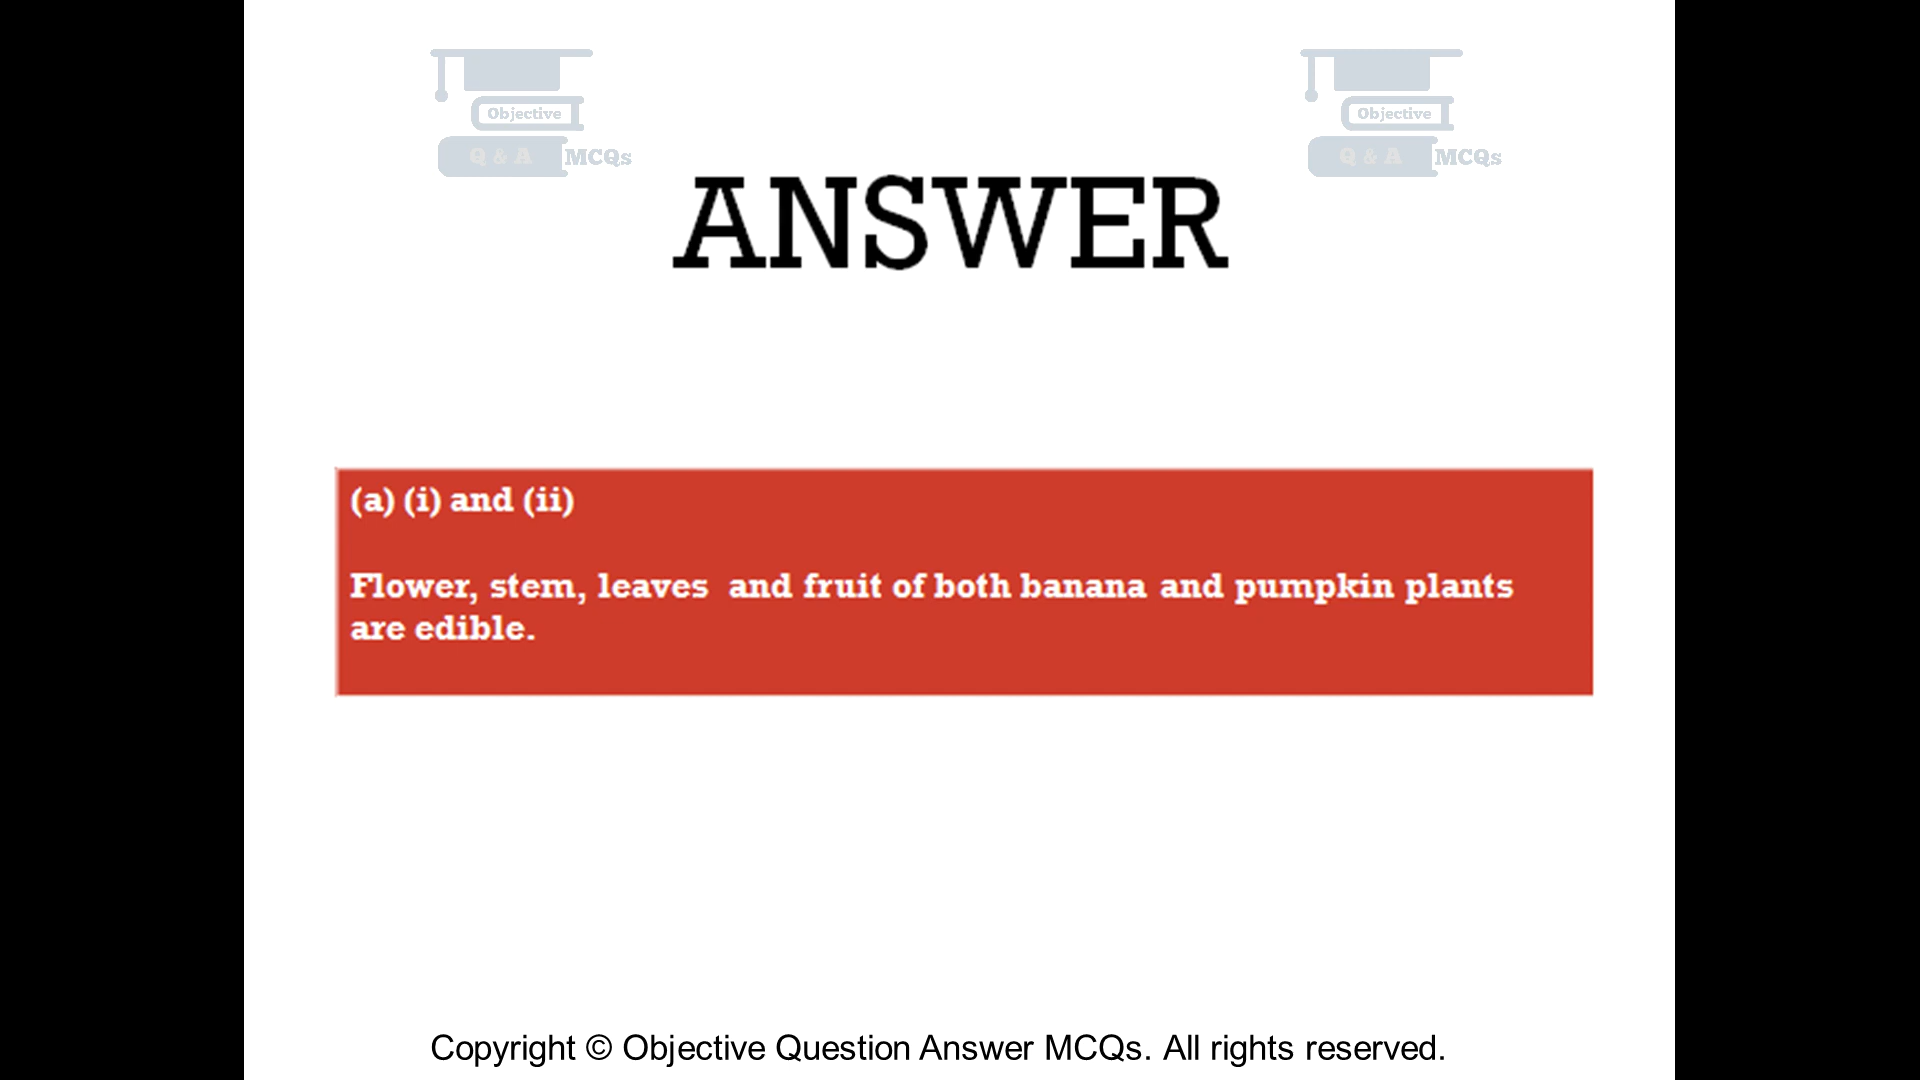 Objective
Q & A MCQs
Objective
Q & A MCQs
ANSWER
(a) (i) and (ii)
Flower, stem, leaves and fruit of both banana and pumpkin plants
are edible.
Copyright © Objective Question Answer MCQs. All rights reserved.